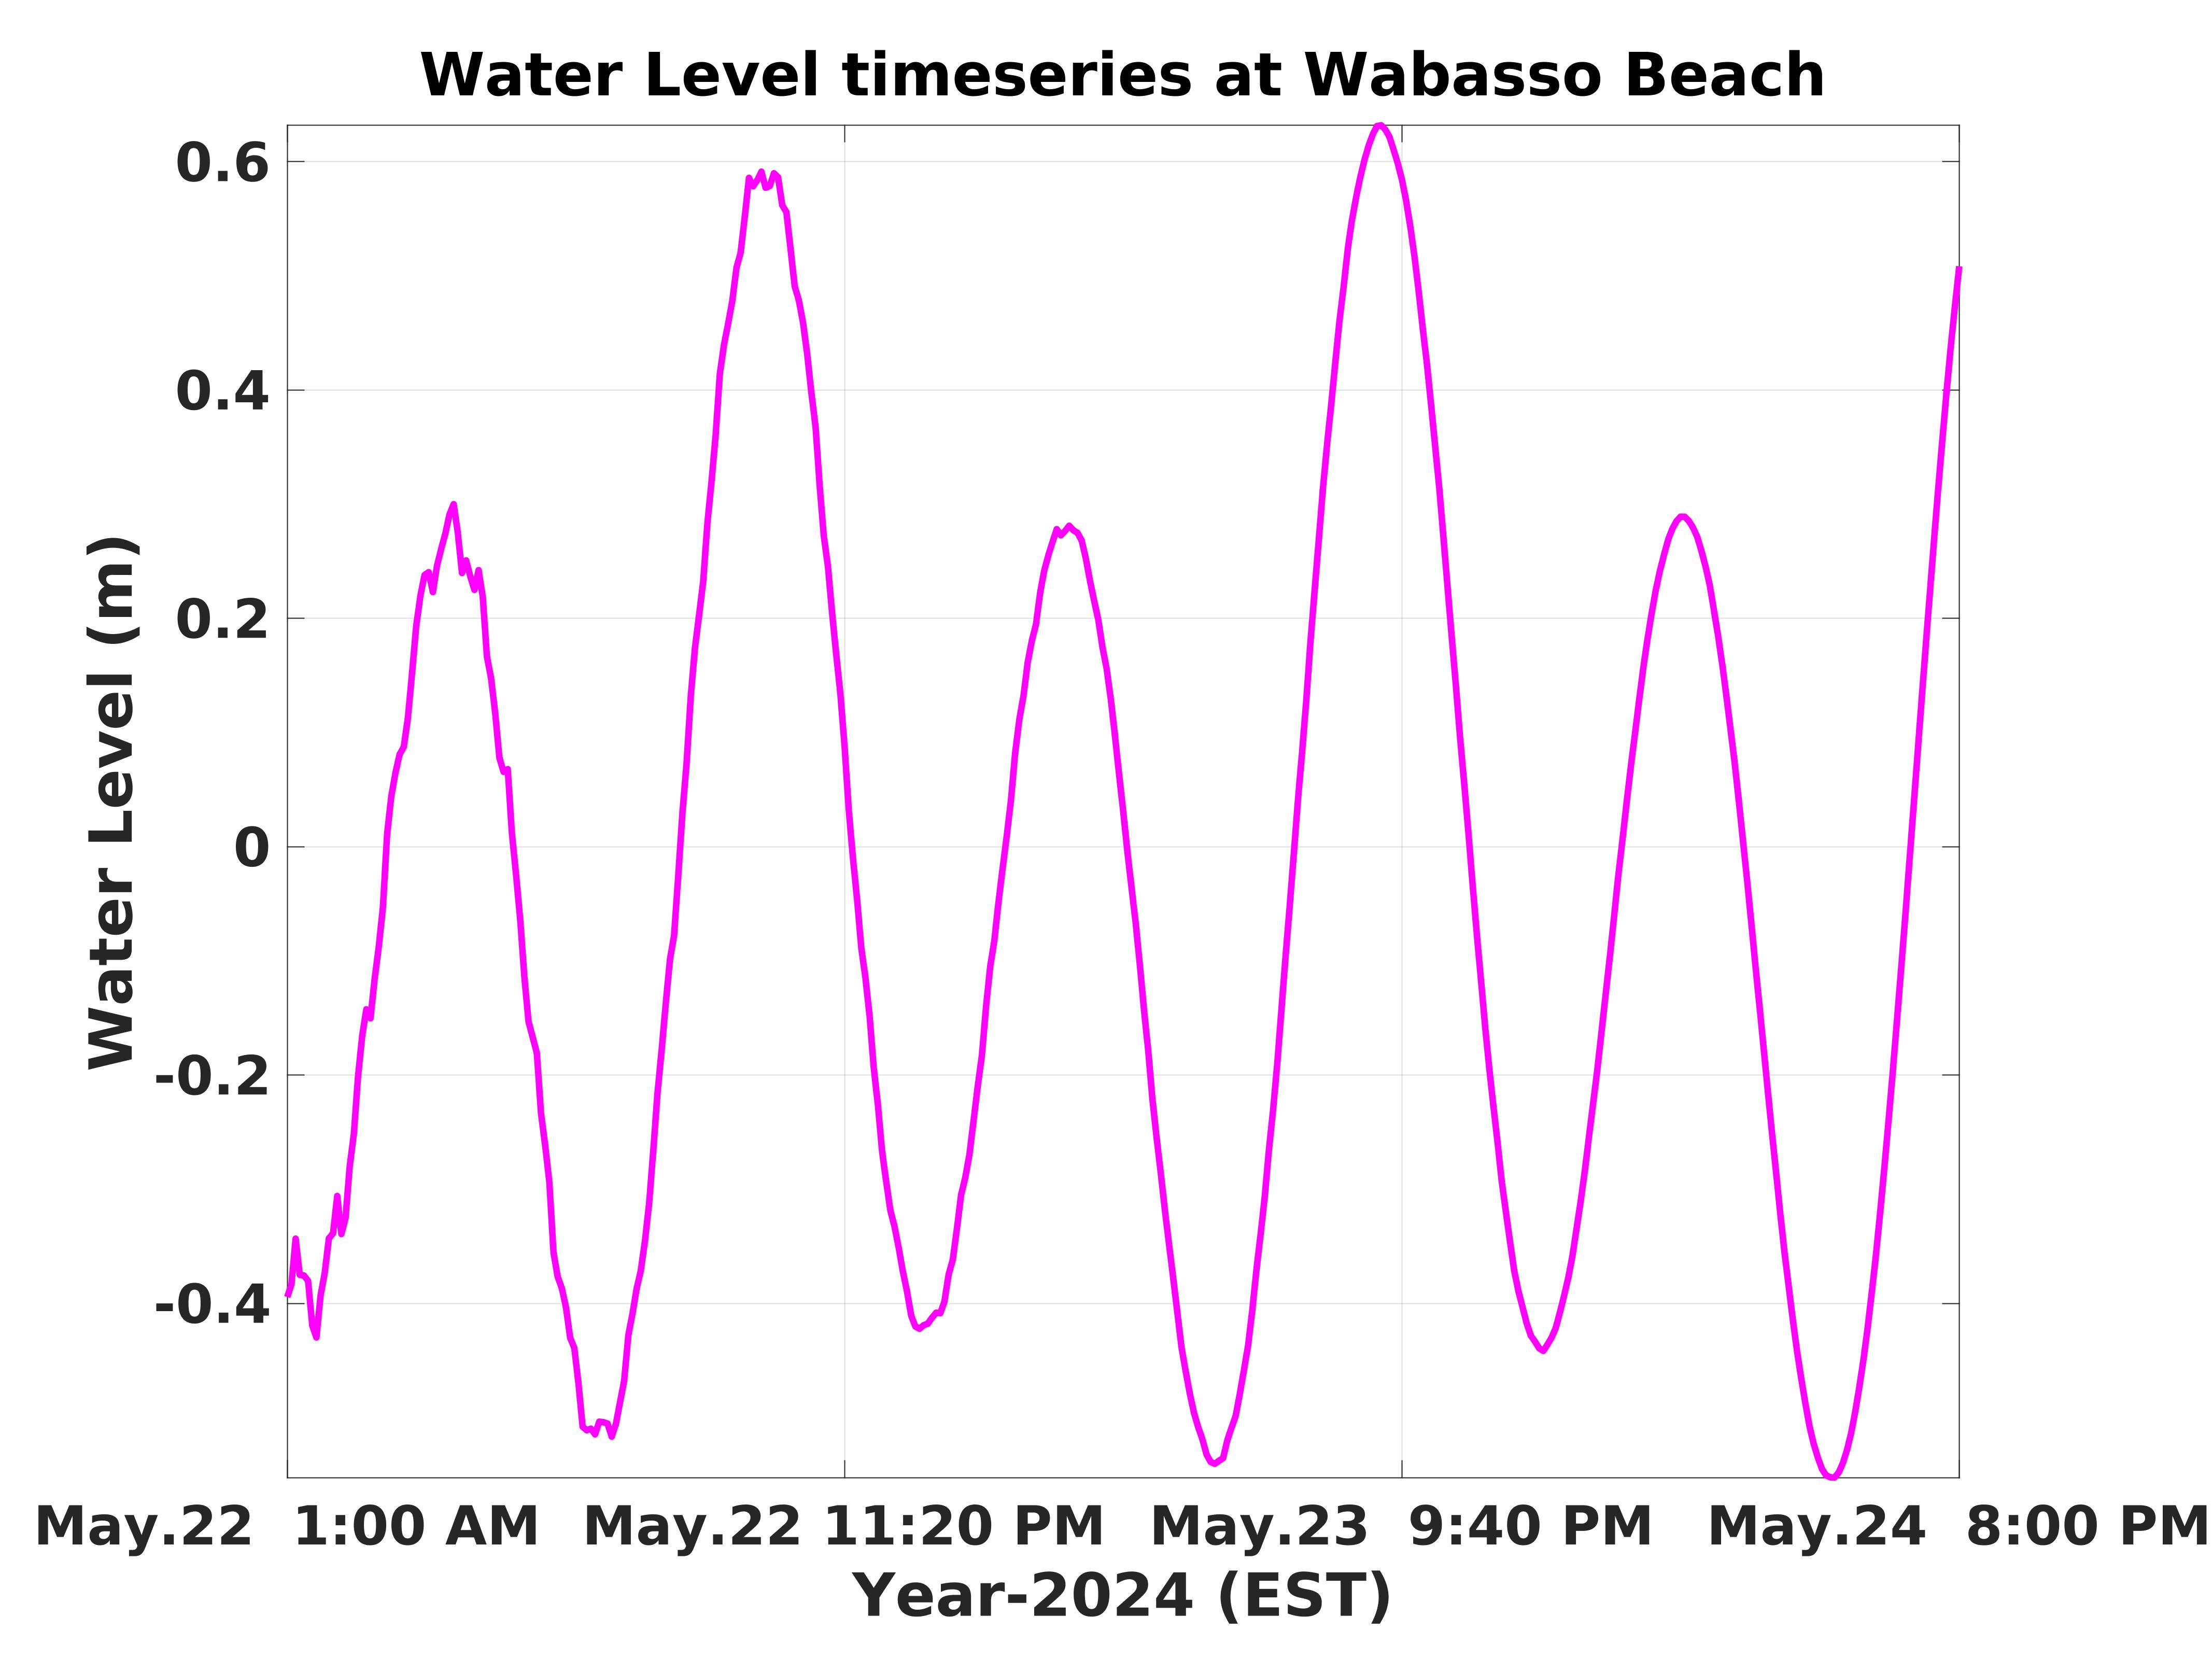 Water Level timeseries at Wabasso Beach
0.6
0.4
0.2
0
-0.2
-0.4
Water Level (m)
May.22  1:00 AM May.22 11:20 PM May.23  9:40 PM May.24  8:00 PM
Year-2024 (EST)